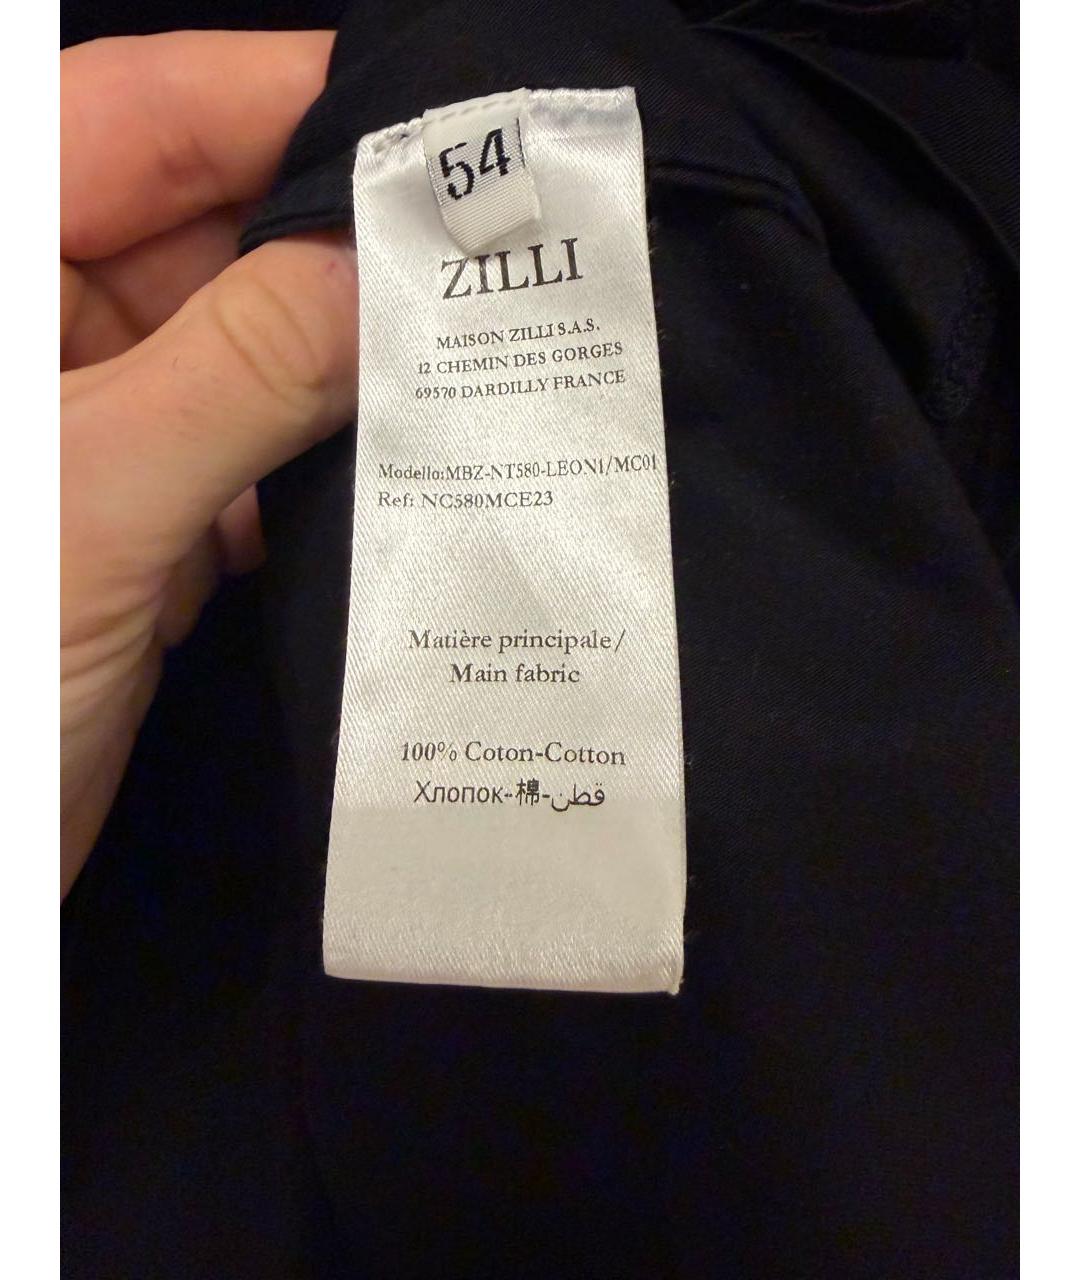 54
ZILLI
MAISON ZILLI S.A.S.
12 CHEMIN DES GORGES
69570 DARDILLY FRANCE
Modello:MBZ-NT580-LEON1/MC01
Ref: NC580MCE23
Matière principale/
Main fabric
100% Coton-Cotton
Хлопок-棉-قطن